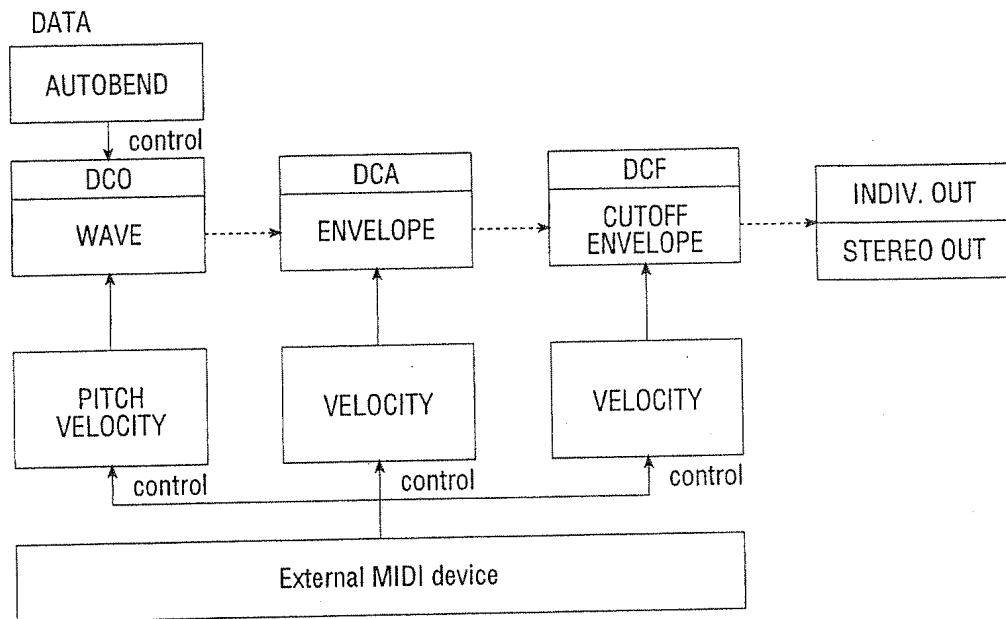 DATA
AUTOBEND
control
DCO
WAVE
DCA
ENVELOPE
DCF
CUTOFF
ENVELOPE
INDIV. OUT
STEREO OUT
PITCH
VELOCITY
VELOCITY
VELOCITY
control
control
control
External MIDI device